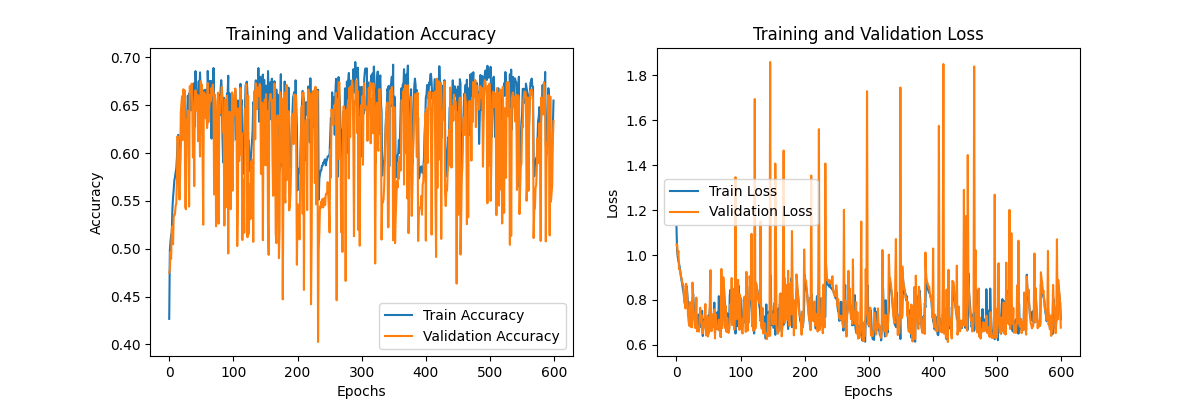 Training and Validation Accuracy
Accuracy
0.70
0.65
0.60
0.55
0.50
0.45
0.40
0
100
200
300
400
500
600
Epochs
Train Accuracy
Validation Accuracy
Training and Validation Loss
Loss
1.8
1.6
1.4
1.2
1.0
0.8
0.6
0
100
200
300
400
500
600
Epochs
Train Loss
Validation Loss